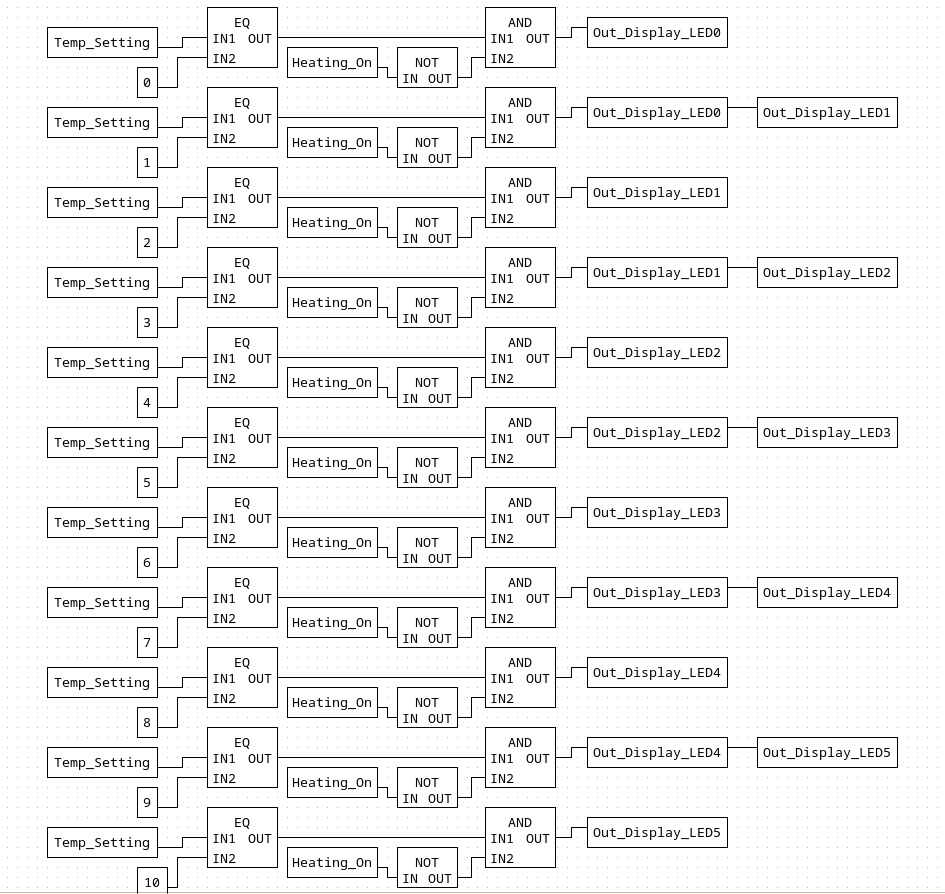 EQ AND
Temp_Setting IN1 OUT IN1 OUT Out_Display_LED0
IN2 Heating_On NOT IN2
0 IN OUT
EQ AND
Temp_Setting IN1 OUT IN1 OUT Out_Display_LED0 Out_Display_LED1
IN2 Heating_On NOT IN2
1 IN OUT
EQ AND
Temp_Setting IN1 OUT IN1 OUT Out_Display_LED1
IN2 Heating_On NOT IN2
2 IN OUT
EQ AND
Temp_Setting IN1 OUT IN1 OUT Out_Display_LED1 Out_Display_LED2
IN2 Heating_On NOT IN2
3 IN OUT
EQ AND
Temp_Setting IN1 OUT IN1 OUT Out_Display_LED2
IN2 Heating_On NOT IN2
4 IN OUT
EQ AND
Temp_Setting IN1 OUT IN1 OUT Out_Display_LED2 Out_Display_LED3
IN2 Heating_On NOT IN2
5 IN OUT
EQ AND
Temp_Setting IN1 OUT IN1 OUT Out_Display_LED3
IN2 Heating_On NOT IN2
6 IN OUT
EQ AND
Temp_Setting IN1 OUT IN1 OUT Out_Display_LED3 Out_Display_LED4
IN2 Heating_On NOT IN2
7 IN OUT
EQ AND
Temp_Setting IN1 OUT IN1 OUT Out_Display_LED4
IN2 Heating_On NOT IN2
8 IN OUT
EQ AND
Temp_Setting IN1 OUT IN1 OUT Out_Display_LED4 Out_Display_LED5
IN2 Heating_On NOT IN2
9 IN OUT
EQ AND
Temp_Setting IN1 OUT IN1 OUT Out_Display_LED5
IN2 Heating_On NOT IN2
10 IN OUT